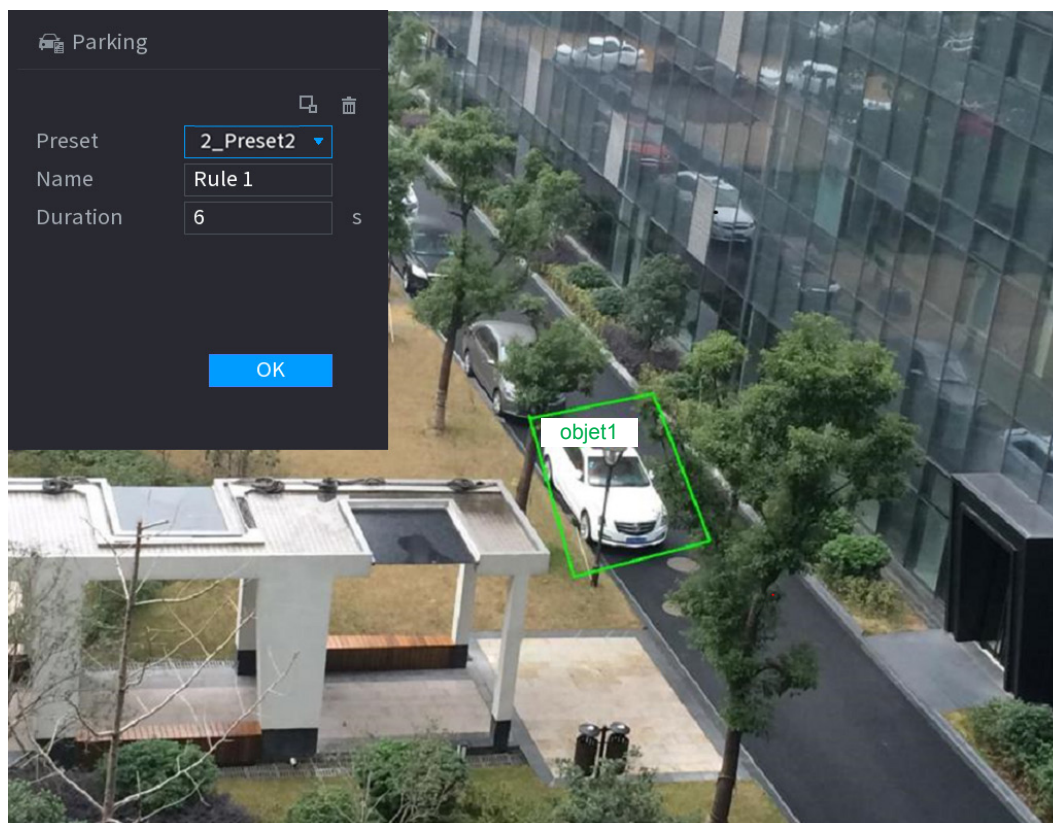 Parking
Preset 2_Preset2
Name Rule 1
Duration 6 s
OK
objet1